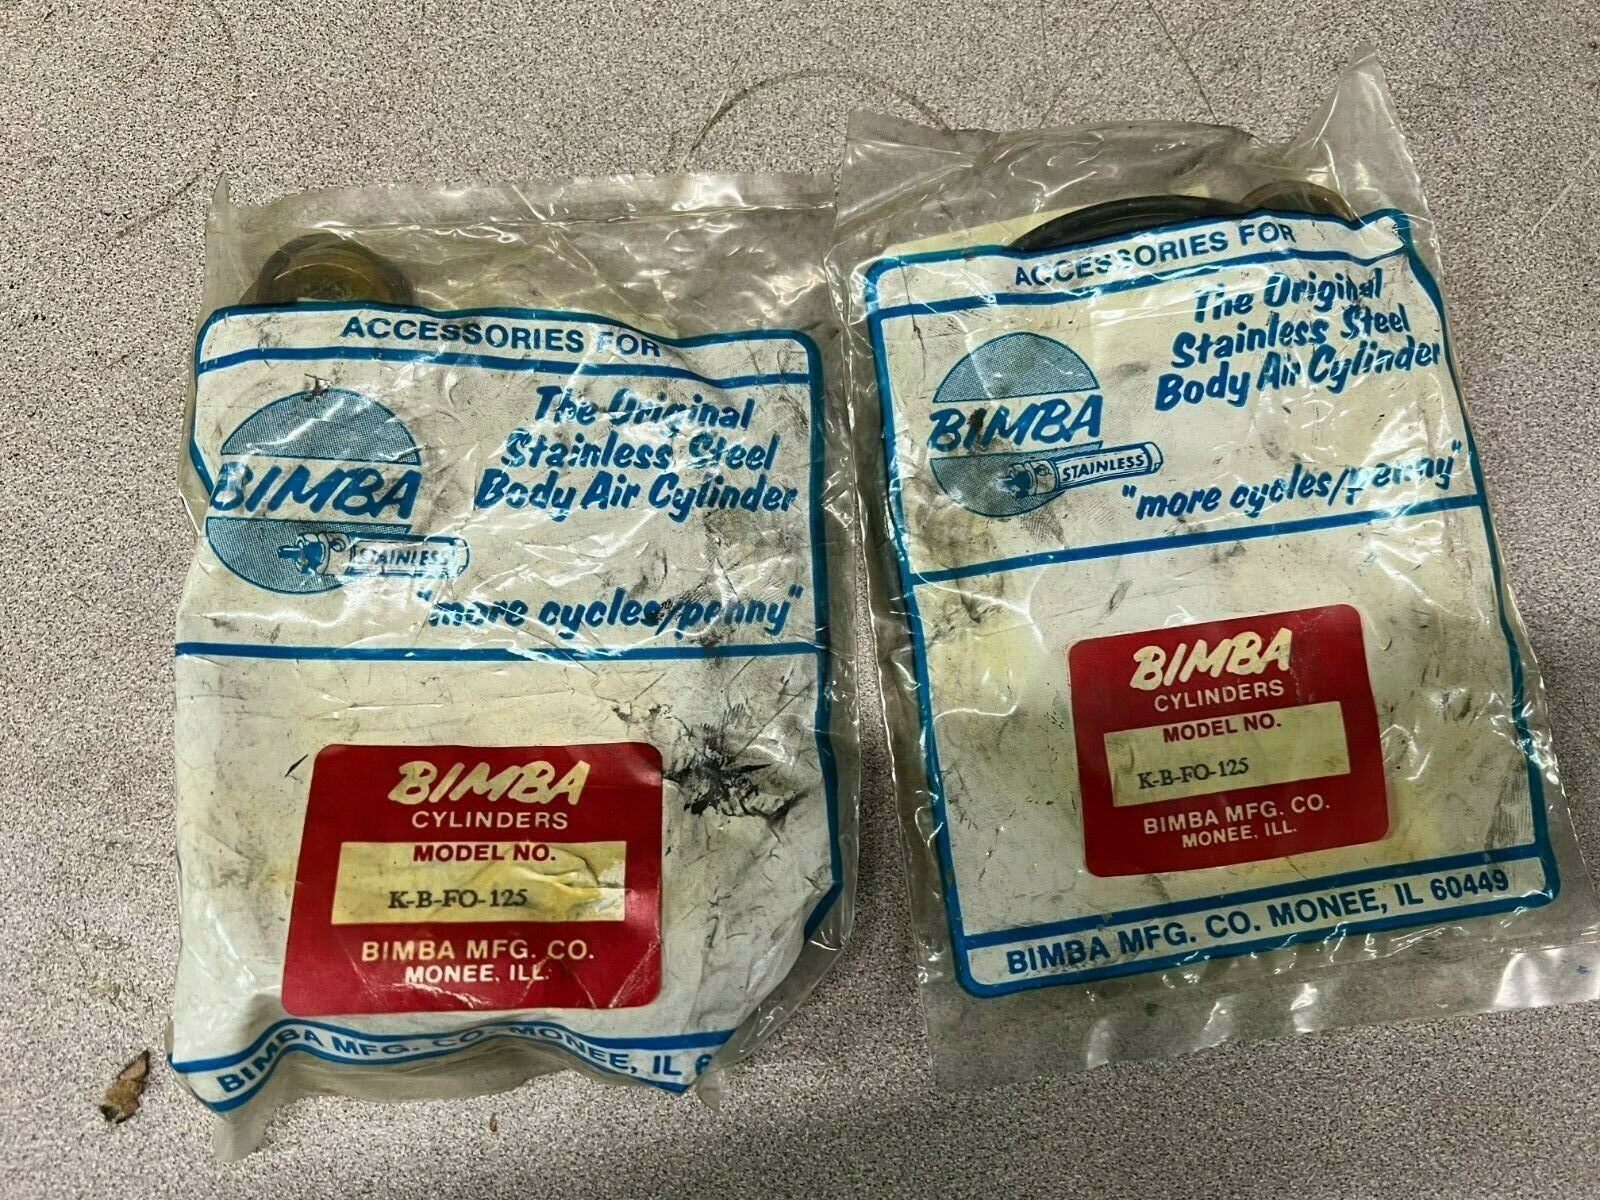 ACCESSORIES FOR
The Original
Stainless Steel
Body Air Cylinder
BIMBA
STAINLESS
"more cycles/penny"
BIMBA
CYLINDERS
MODEL NO.
K-B-FO-125
BIMBA MFG. CO.
MONEE, ILL.
BIMBA MFG. CO. MONEE, IL 6
ACCESSORIES FOR
The Original
Stainless Steel
Body Air Cylinder
BIMBA
STAINLESS
"more cycles/penny"
BIMBA
CYLINDERS
MODEL NO.
K-B-FO-125
BIMBA MFG. CO.
MONEE, ILL.
BIMBA MFG. CO. MONEE, IL 60449